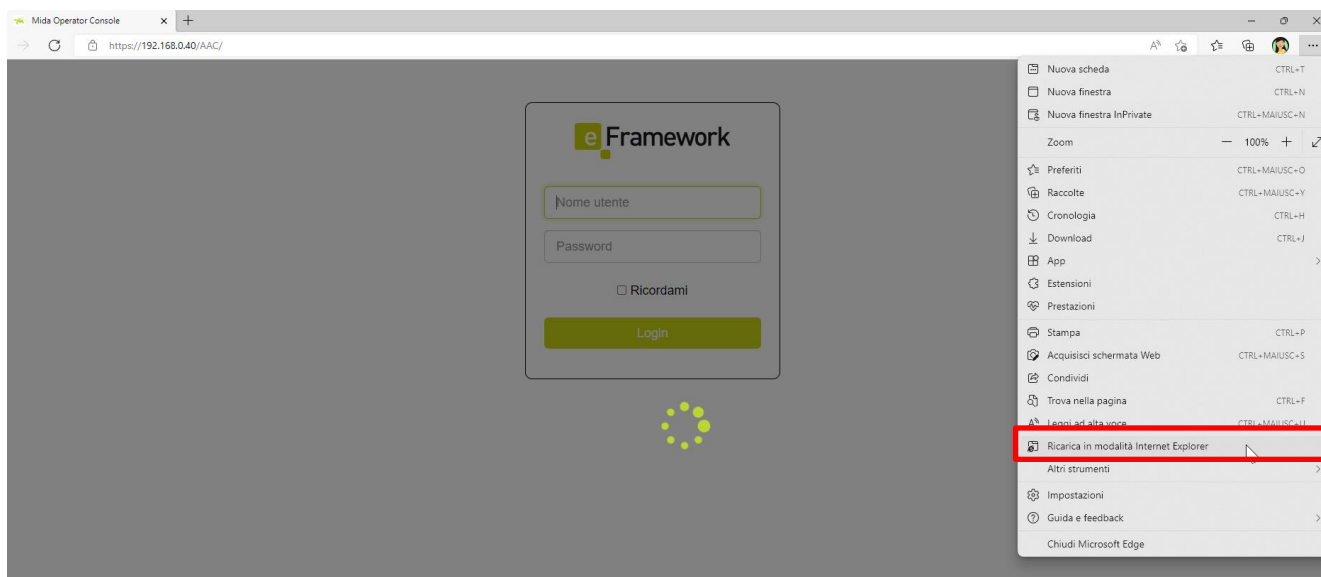 Mida Operator Console
https://192.168.0.40/AAC/
e Framework
Nome utente
Password
Ricordami
Login
Nuova scheda CTRL+T
Nuova finestra CTRL+N
Nuova finestra InPrivate CTRL+MAIUSC+N
Zoom — 100% +
Preferiti CTRL+MAIUSC+O
Raccolte CTRL+MAIUSC+Y
Cronologia CTRL+H
Download CTRL+J
App
Estensioni
Prestazioni
Stampa CTRL+P
Acquisisci schermata Web CTRL+MAIUSC+S
Condividi
Trova nella pagina CTRL+F
Leggi ad alta voce CTRL+MAIUSC+U
Ricarica in modalità Internet Explorer
Altri strumenti
Impostazioni
Guida e feedback
Chiudi Microsoft Edge